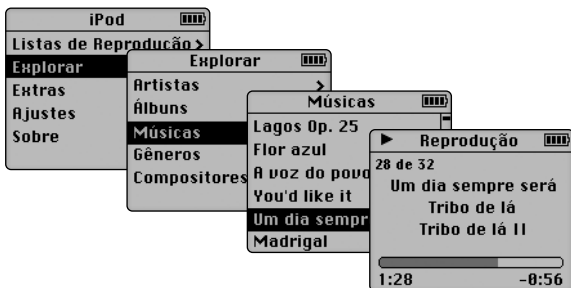 iPod
Listas de Reprodução >
Explorar
Extras
Ajustes
Sobre
Explorar
Artistas >
Álbuns
Músicas
Gêneros
Compositores
Músicas
Lagos Op. 25
Flor azul
A voz do povo
You'd like it
Um dia sempr
Madrigal
Reprodução
28 de 32
Um dia sempre será
Tribo de lá
Tribo de lá II
1:28 -0:56